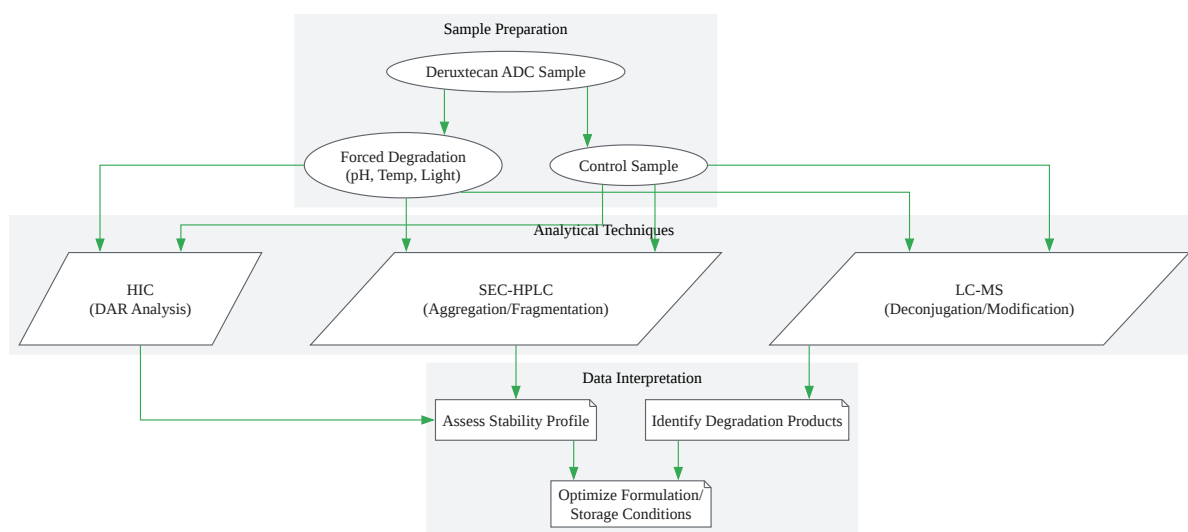 Sample Preparation
Deruxtecan ADC Sample
Forced Degradation
(pH, Temp, Light)
Control Sample
Analytical Techniques
HIC
(DAR Analysis)
SEC-HPLC
(Aggregation/Fragmentation)
LC-MS
(Deconjugation/Modification)
Data Interpretation
Assess Stability Profile
Identify Degradation Products
Optimize Formulation/
Storage Conditions